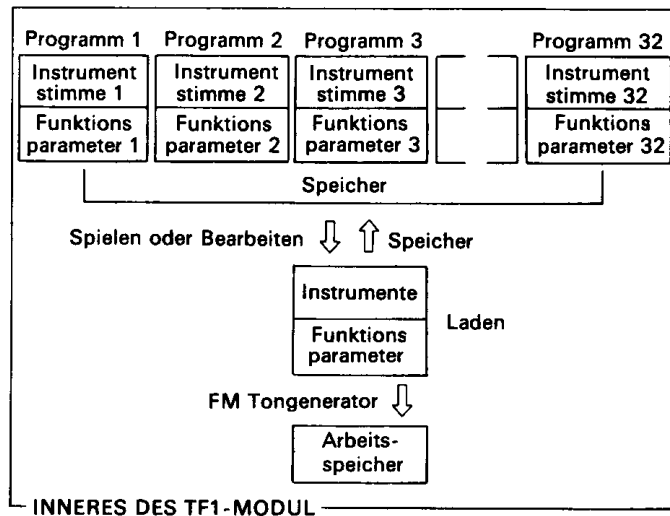 Programm 1 Programm 2 Programm 3 Programm 32
Instrument Instrument Instrument Instrument
stimme 1 stimme 2 stimme 3 stimme 32
Funktions Funktions Funktions Funktions
parameter 1 parameter 2 parameter 3 parameter 32
Speicher
Spielen oder Bearbeiten Speicher
Instrumente
Laden
Funktions
parameter
FM Tongenerator
Arbeits-
speicher
INNERES DES TF1-MODUL